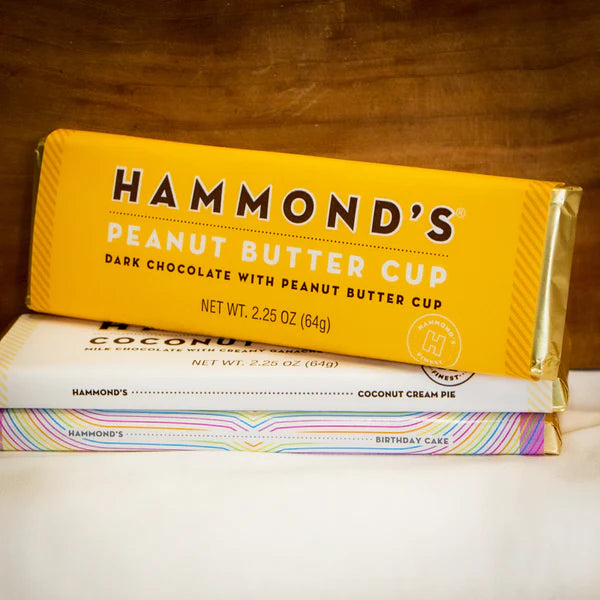 HAMMOND'S®
PEANUT BUTTER CUP
DARK CHOCOLATE WITH PEANUT BUTTER CUP
NET WT. 2.25 OZ (64g)
HAMMOND'S
H
FINEST
COCONUT
MILK CHOCOLATE WITH CREAMY GANACHE
NET WT. 2.25 OZ (64g)
FINEST
HAMMOND'S COCONUT CREAM PIE
HAMMOND'S BIRTHDAY CAKE